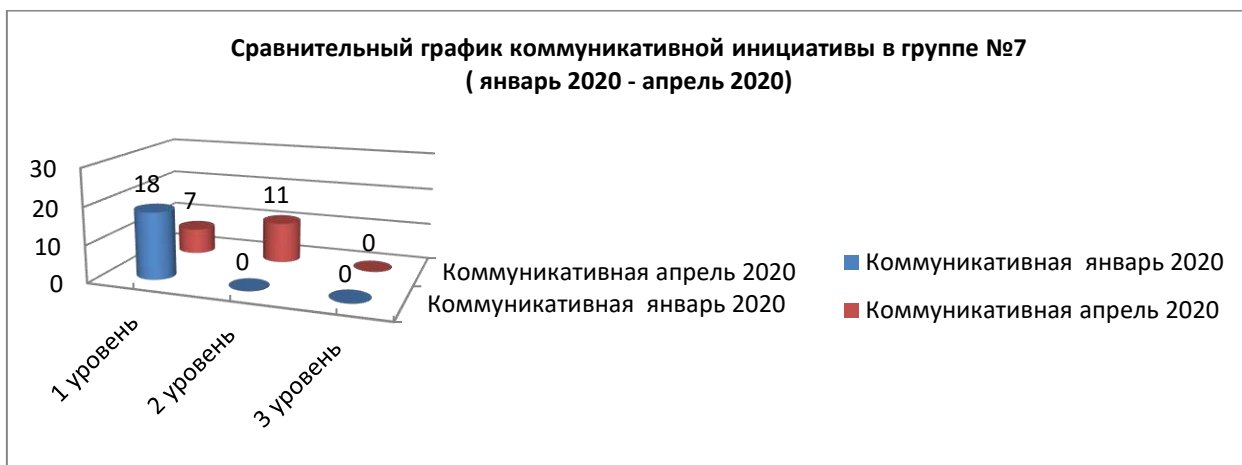 Сравнительный график коммуникативной инициативы в группе №7
( январь 2020 - апрель 2020)
30
20
10
0
18
7
11
0
0
0
Коммуникативная апрель 2020
Коммуникативная  январь 2020
1 уровень
2 уровень
3 уровень
Коммуникативная  январь 2020
Коммуникативная апрель 2020